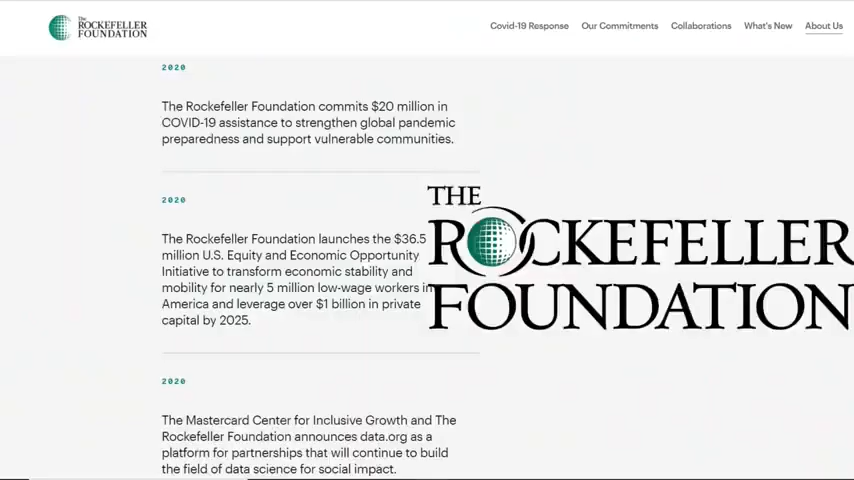 The
ROCKEFELLER
FOUNDATION
Covid-19 Response
Our Commitments
Collaborations
What's New
About Us
2020
The Rockefeller Foundation commits $20 million in
COVID-19 assistance to strengthen global pandemic
preparedness and support vulnerable communities.
2020
The Rockefeller Foundation launches the $36.5
million U.S. Equity and Economic Opportunity
Initiative to transform economic stability and
mobility for nearly 5 million low-wage workers in
America and leverage over $1 billion in private
capital by 2025.
THE
ROCKEFELLER
FOUNDATION
2020
The Mastercard Center for Inclusive Growth and The
Rockefeller Foundation announces data.org as a
platform for partnerships that will continue to build
the field of data science for social impact.